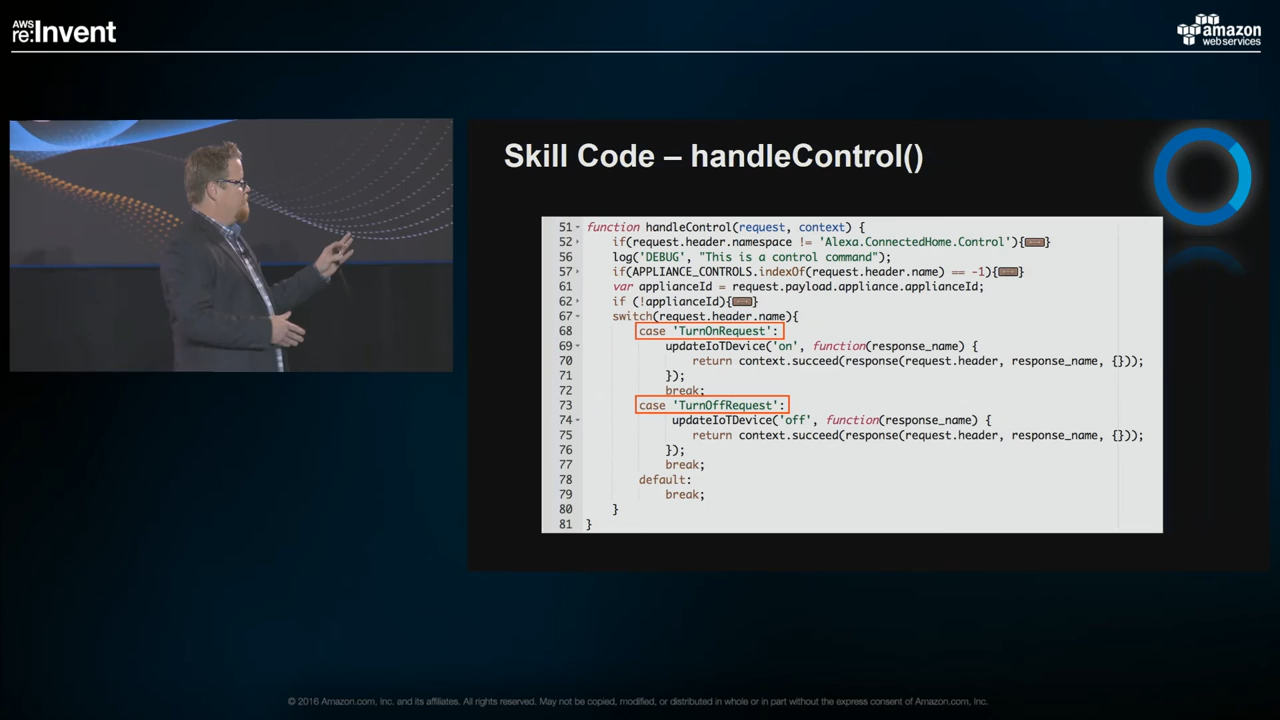 AWS
re:Invent
amazon
web services
Skill Code – handleControl()
51 function handleControl(request, context) {
52 if(request.header.namespace != 'Alexa.ConnectedHome.Control'){
56 log('DEBUG', "This is a control command");
57 if(APPLIANCE_CONTROLS.indexOf(request.header.name) == -1){
61 var applianceId = request.payload.appliance.applianceId;
62 if (!applianceId){
67 switch(request.header.name){
68 case 'TurnOnRequest':
69 updateIoTDevice('on', function(response_name) {
70 return context.succeed(response(request.header, response_name, {}));
71 });
72 break;
73 case 'TurnOffRequest':
74 updateIoTDevice('off', function(response_name) {
75 return context.succeed(response(request.header, response_name, {}));
76 });
77 break;
78 default:
79 break;
80 }
81 }
© 2016 Amazon.com, Inc. and its affiliates. All rights reserved. May not be copied, modified, or distributed in whole or in part without the express consent of Amazon.com, Inc.